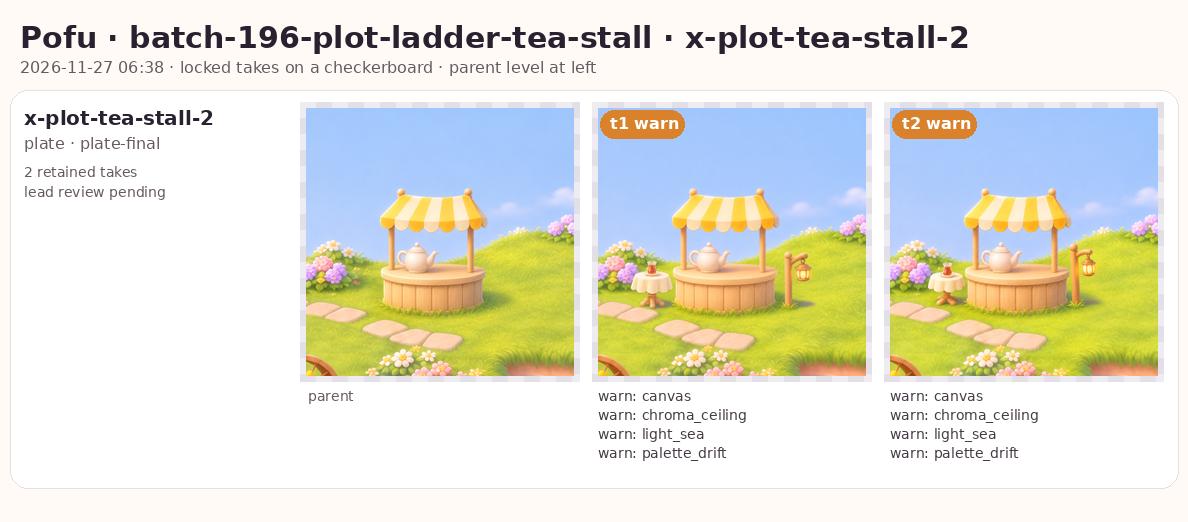 Pofu · batch-196-plot-ladder-tea-stall · x-plot-tea-stall-2
2026-11-27 06:38 · locked takes on a checkerboard · parent level at left
x-plot-tea-stall-2
plate · plate-final
2 retained takes
lead review pending
parent
t1 warn
warn: canvas
warn: chroma_ceiling
warn: light_sea
warn: palette_drift
t2 warn
warn: canvas
warn: chroma_ceiling
warn: light_sea
warn: palette_drift